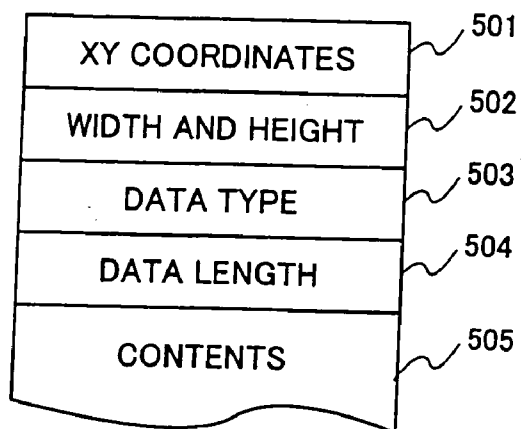 XY COORDINATES 501
WIDTH AND HEIGHT 502
DATA TYPE 503
DATA LENGTH 504
CONTENTS 505